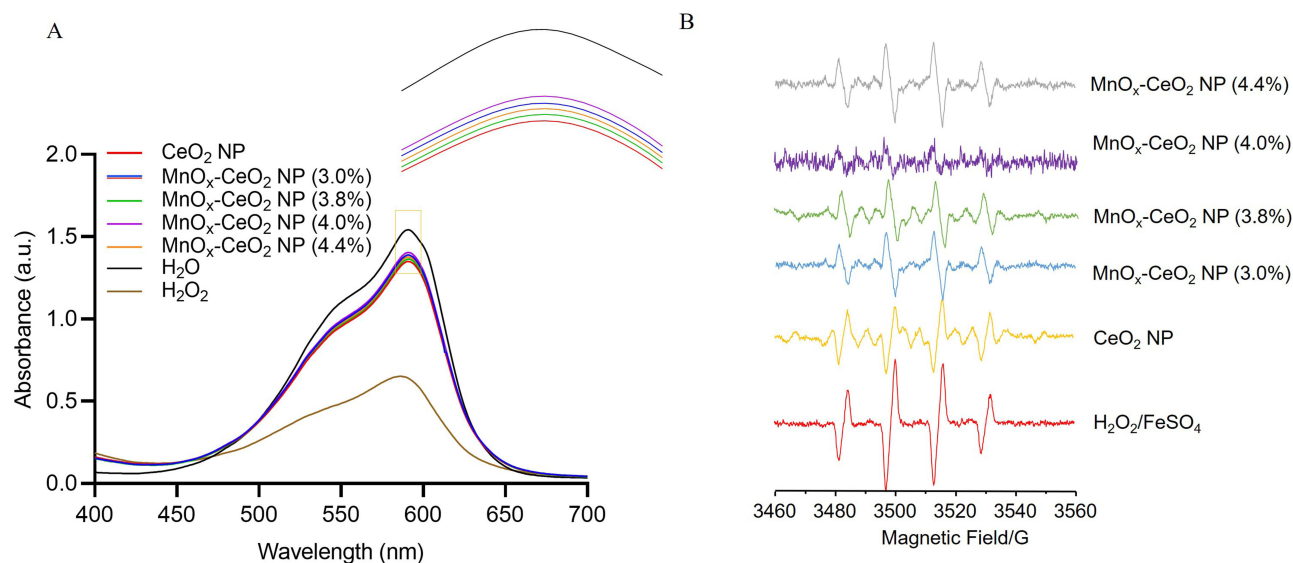 A
2.0
1.5
1.0
0.5
0.0
Absorbance (a.u.)
CeO₂ NP
MnOₓ-CeO₂ NP (3.0%)
MnOₓ-CeO₂ NP (3.8%)
MnOₓ-CeO₂ NP (4.0%)
MnOₓ-CeO₂ NP (4.4%)
H₂O
H₂O₂
400 450 500 550 600 650 700
Wavelength (nm)
B
MnOₓ-CeO₂ NP (4.4%)
MnOₓ-CeO₂ NP (4.0%)
MnOₓ-CeO₂ NP (3.8%)
MnOₓ-CeO₂ NP (3.0%)
CeO₂ NP
H₂O₂/FeSO₄
3460 3480 3500 3520 3540 3560
Magnetic Field/G